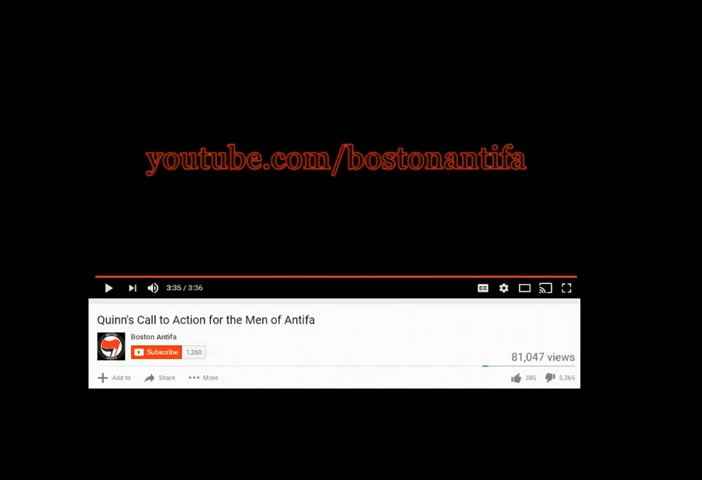 youtube.com/bostonantifa
3:35 / 3:36
CC
Quinn's Call to Action for the Men of Antifa
Boston Antifa
Subscribe 1,260
81,047 views
Add to Share More 385 5,365